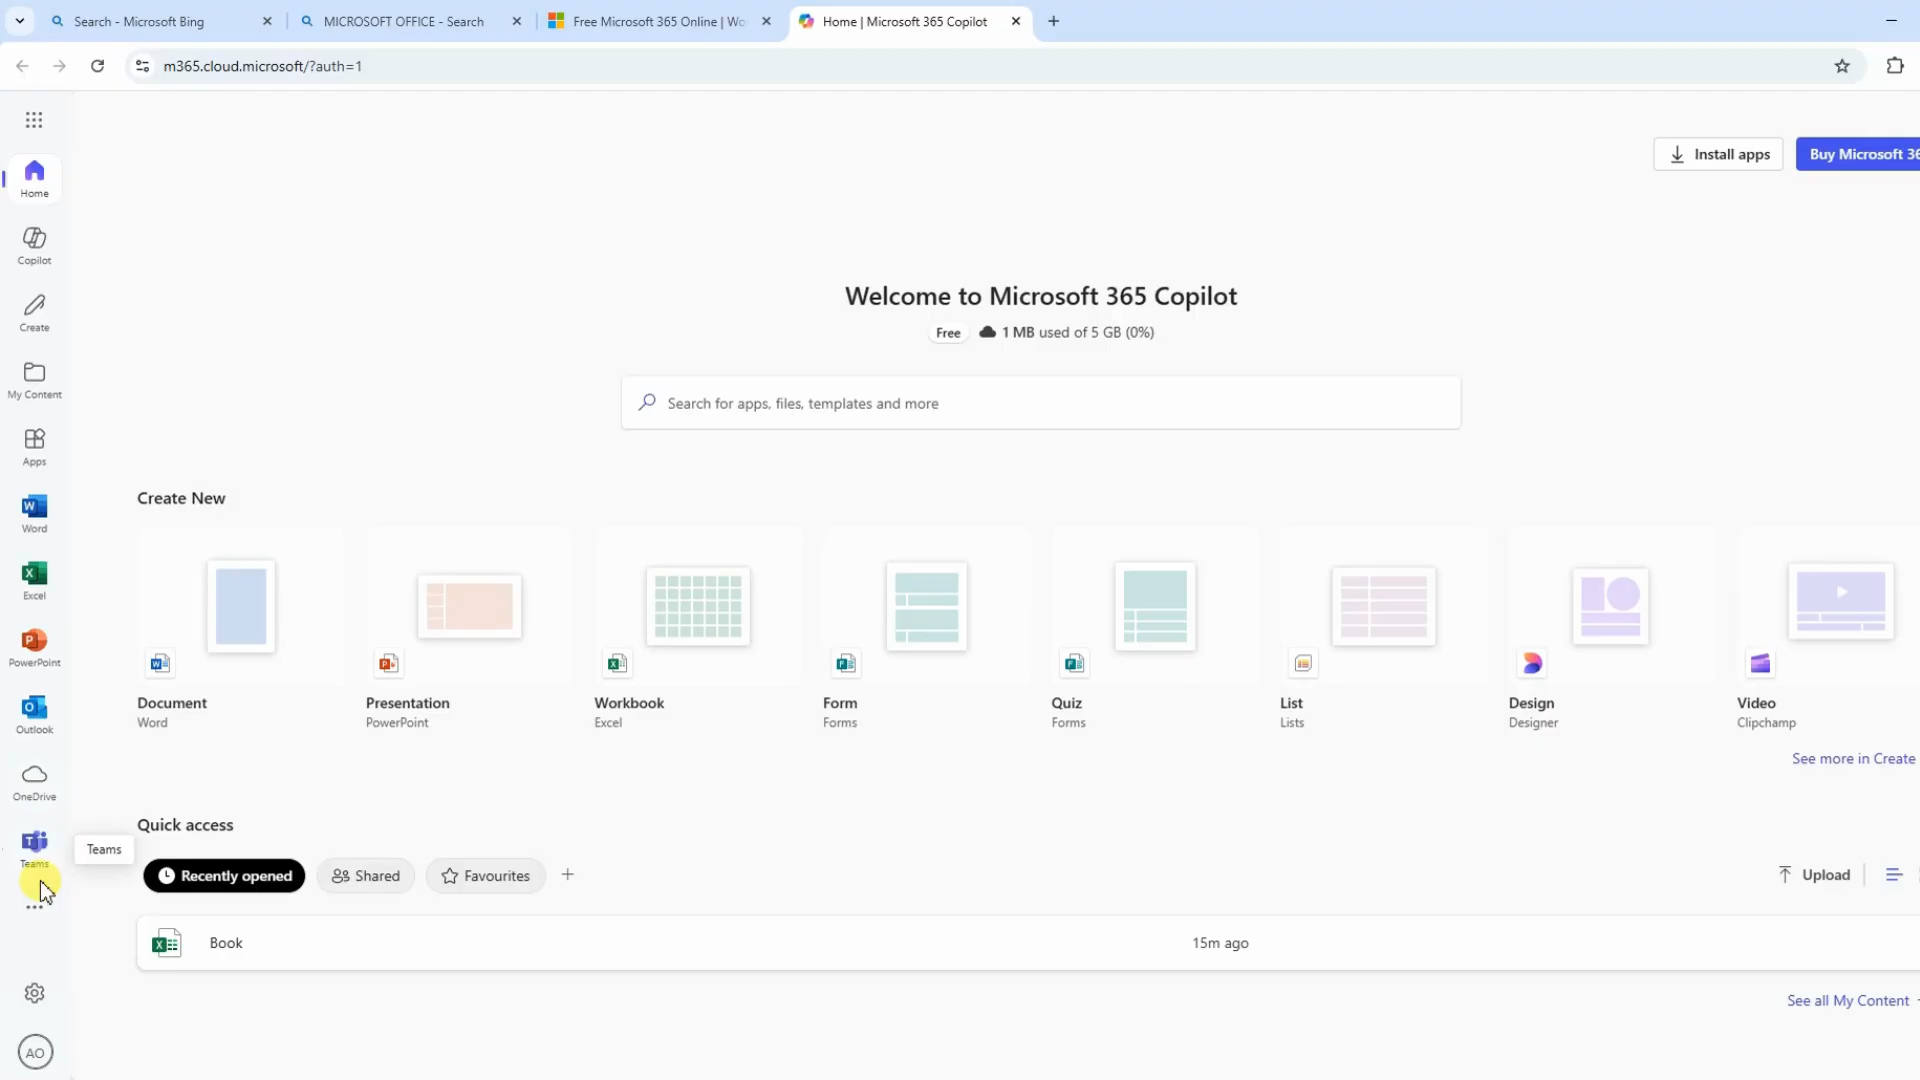 Search - Microsoft Bing
MICROSOFT OFFICE - Search
Free Microsoft 365 Online | Wo
Home | Microsoft 365 Copilot
m365.cloud.microsoft/?auth=1
Install apps
Buy Microsoft 36
Home
Copilot
Create
My Content
Apps
Word
Excel
PowerPoint
Outlook
OneDrive
Teams
Teams
AO
Welcome to Microsoft 365 Copilot
Free 1 MB used of 5 GB (0%)
Search for apps, files, templates and more
Create New
Document
Word
Presentation
PowerPoint
Workbook
Excel
Form
Forms
Quiz
Forms
List
Lists
Design
Designer
Video
Clipchamp
See more in Create
Quick access
Recently opened
Shared
Favourites
Upload
Book 15m ago
See all My Content